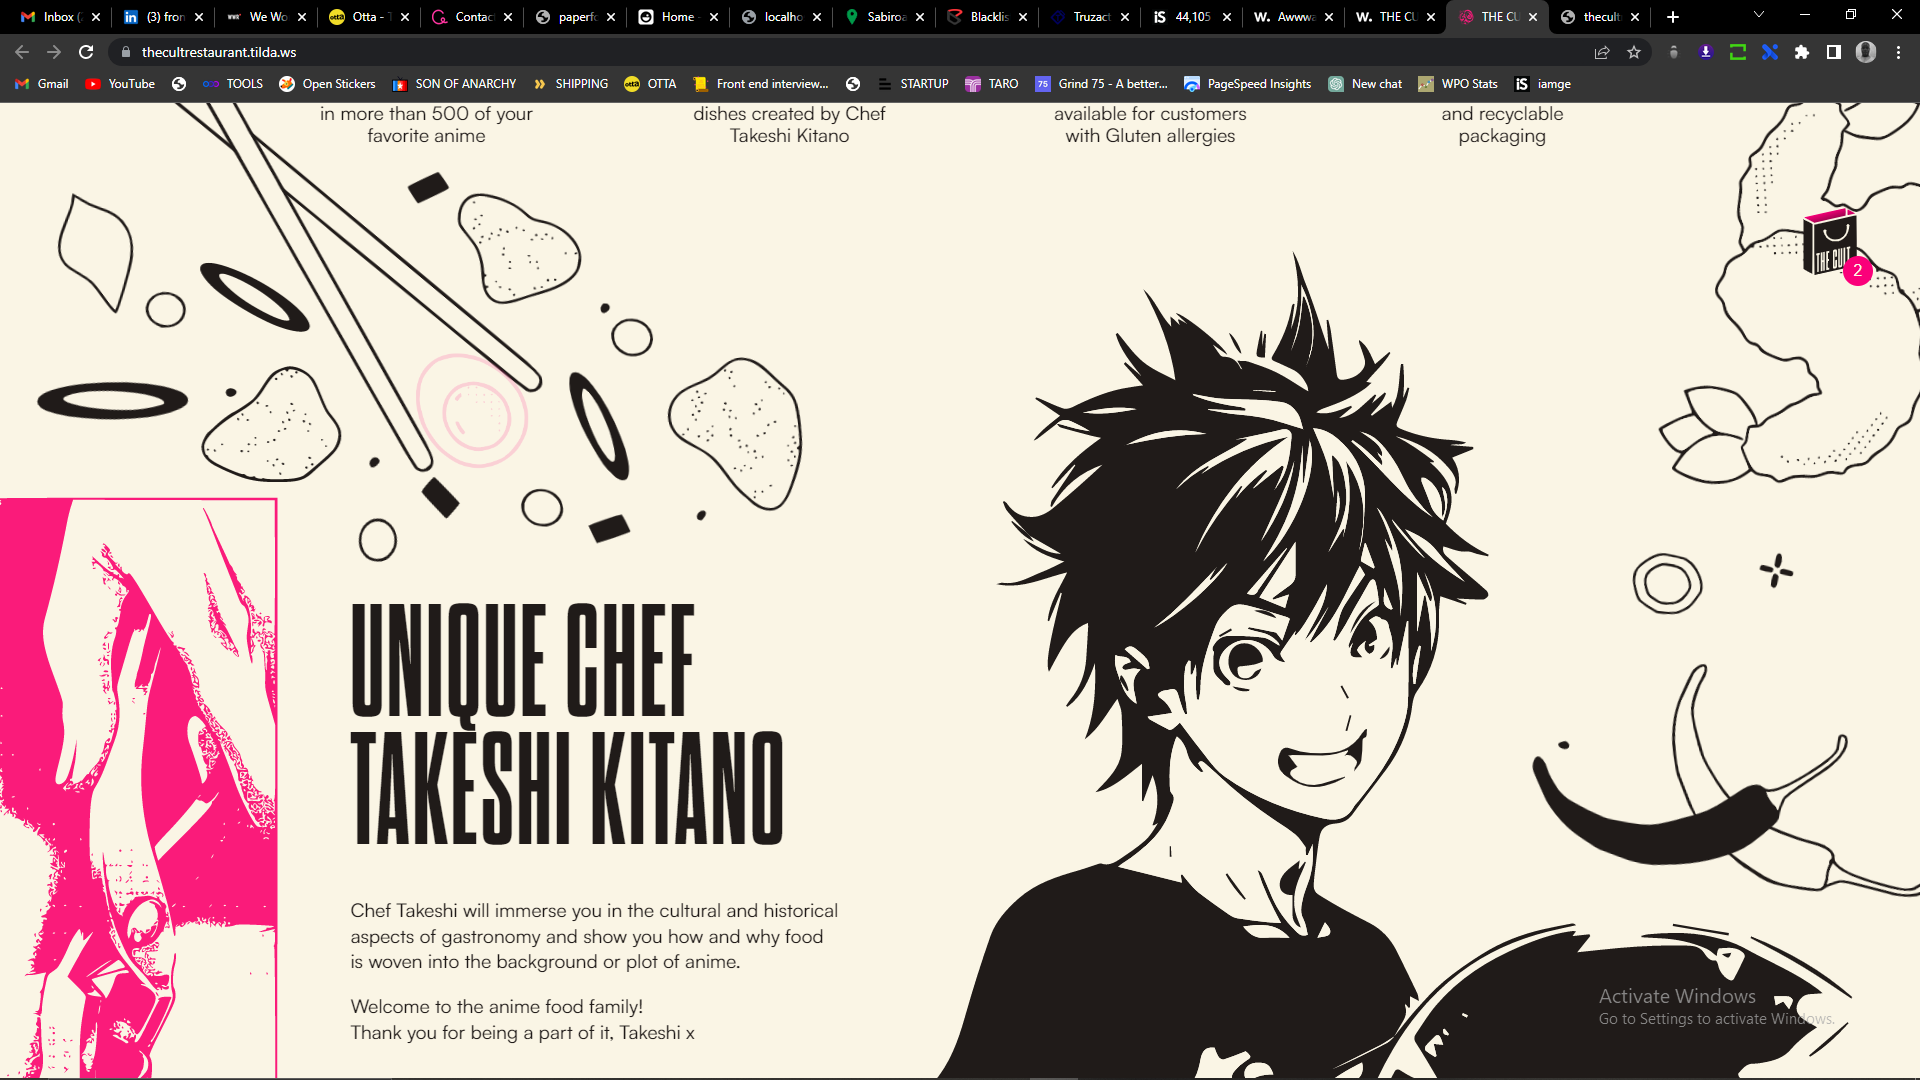 Inbox (
(3) fron
We Wo
Otta - T
Contac
paperfo
Home -
localho
Sabiroa
Blacklis
Truzact
44,105
Awwwa
THE CU
THE CU
thecult
thecultrestaurant.tilda.ws
Gmail
YouTube
TOOLS
Open Stickers
SON OF ANARCHY
SHIPPING
OTTA
Front end interview...
STARTUP
TARO
75
Grind 75 - A better...
PageSpeed Insights
New chat
WPO Stats
iS
iamge
in more than 500 of your
favorite anime
dishes created by Chef
Takeshi Kitano
available for customers
with Gluten allergies
and recyclable
packaging
THE CULT
2
UNIQUE CHEF
TAKESHI KITANO
Chef Takeshi will immerse you in the cultural and historical
aspects of gastronomy and show you how and why food
is woven into the background or plot of anime.
Welcome to the anime food family!
Thank you for being a part of it, Takeshi x
Activate Windows
Go to Settings to activate Windows.